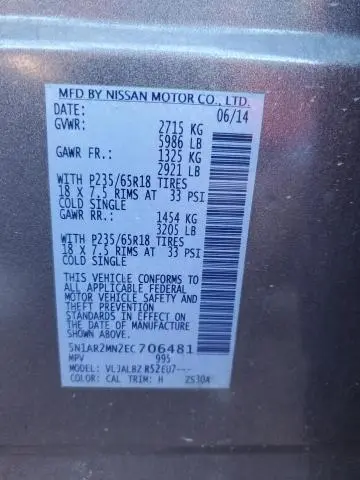 MFD BY NISSAN MOTOR CO., LTD.
DATE: 06/14
GVWR: 2715 KG
5986 LB
GAWR FR.: 1325 KG
2921 LB
WITH P235/65R18 TIRES
18 X 7.5 RIMS AT 33 PSI
COLD SINGLE
GAWR RR.: 1454 KG
3205 LB
WITH P235/65R18 TIRES
18 X 7.5 RIMS AT 33 PSI
COLD SINGLE
THIS VEHICLE CONFORMS TO
ALL APPLICABLE FEDERAL
MOTOR VEHICLE SAFETY
STANDARDS IN EFFECT ON
THE DATE OF MANUFACTURE
SHOWN ABOVE.
5N1AR2MN2EC706481
MPV 995
MODEL: VLJALBZ R52EU7---
COLOR: CAL TRIM: H ZS30A